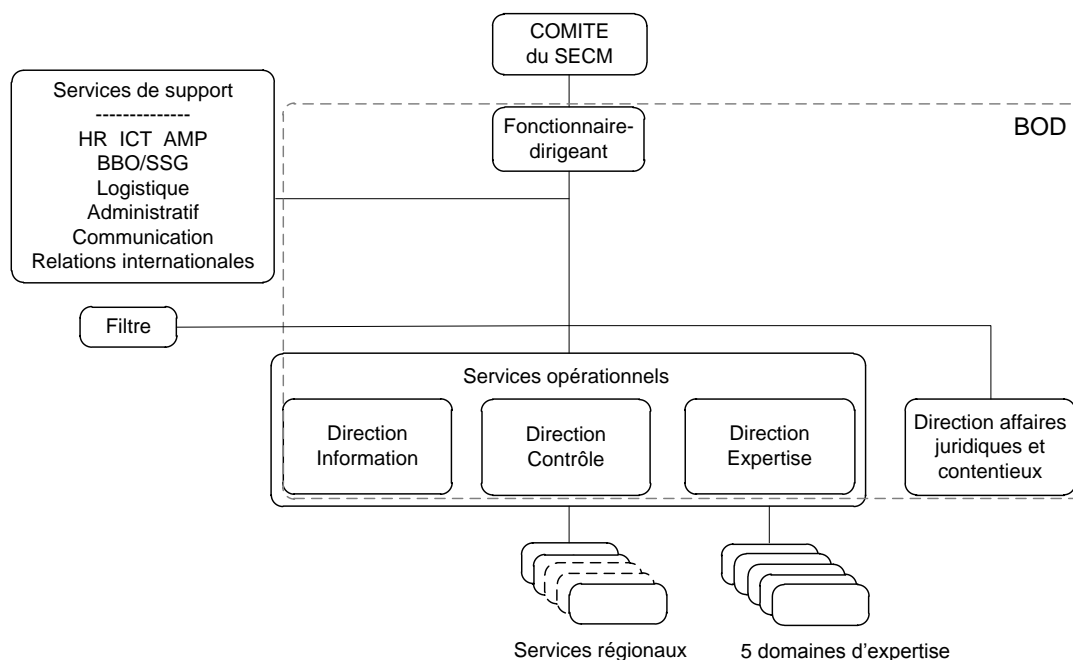 COMITE
du SECM
Services de support
--------------
HR ICT AMP
BBO/SSG
Logistique
Administratif
Communication
Relations internationales
Fonctionnaire-
dirigeant
BOD
Filtre
Services opérationnels
Direction
Information
Direction
Contrôle
Direction
Expertise
Direction affaires
juridiques et
contentieux
Services régionaux
5 domaines d'expertise